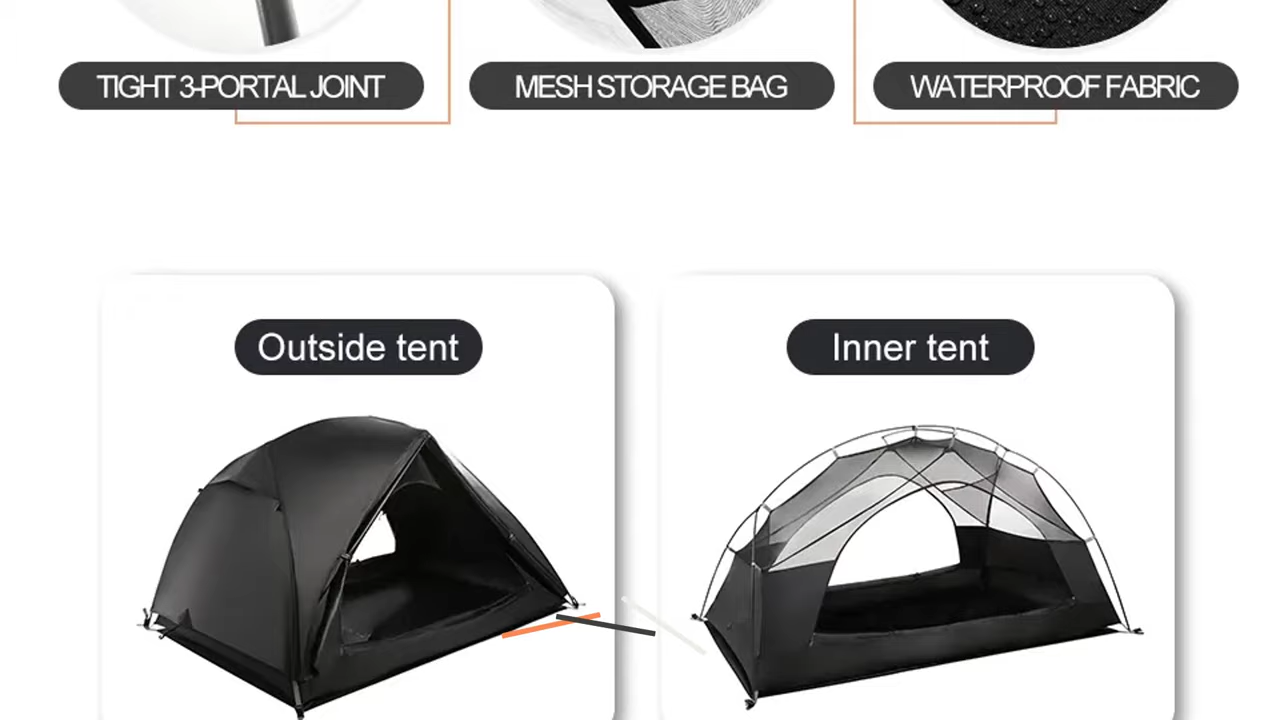 TIGHT 3-PORTAL JOINT
MESH STORAGE BAG
WATERPROOF FABRIC
Outside tent
Inner tent